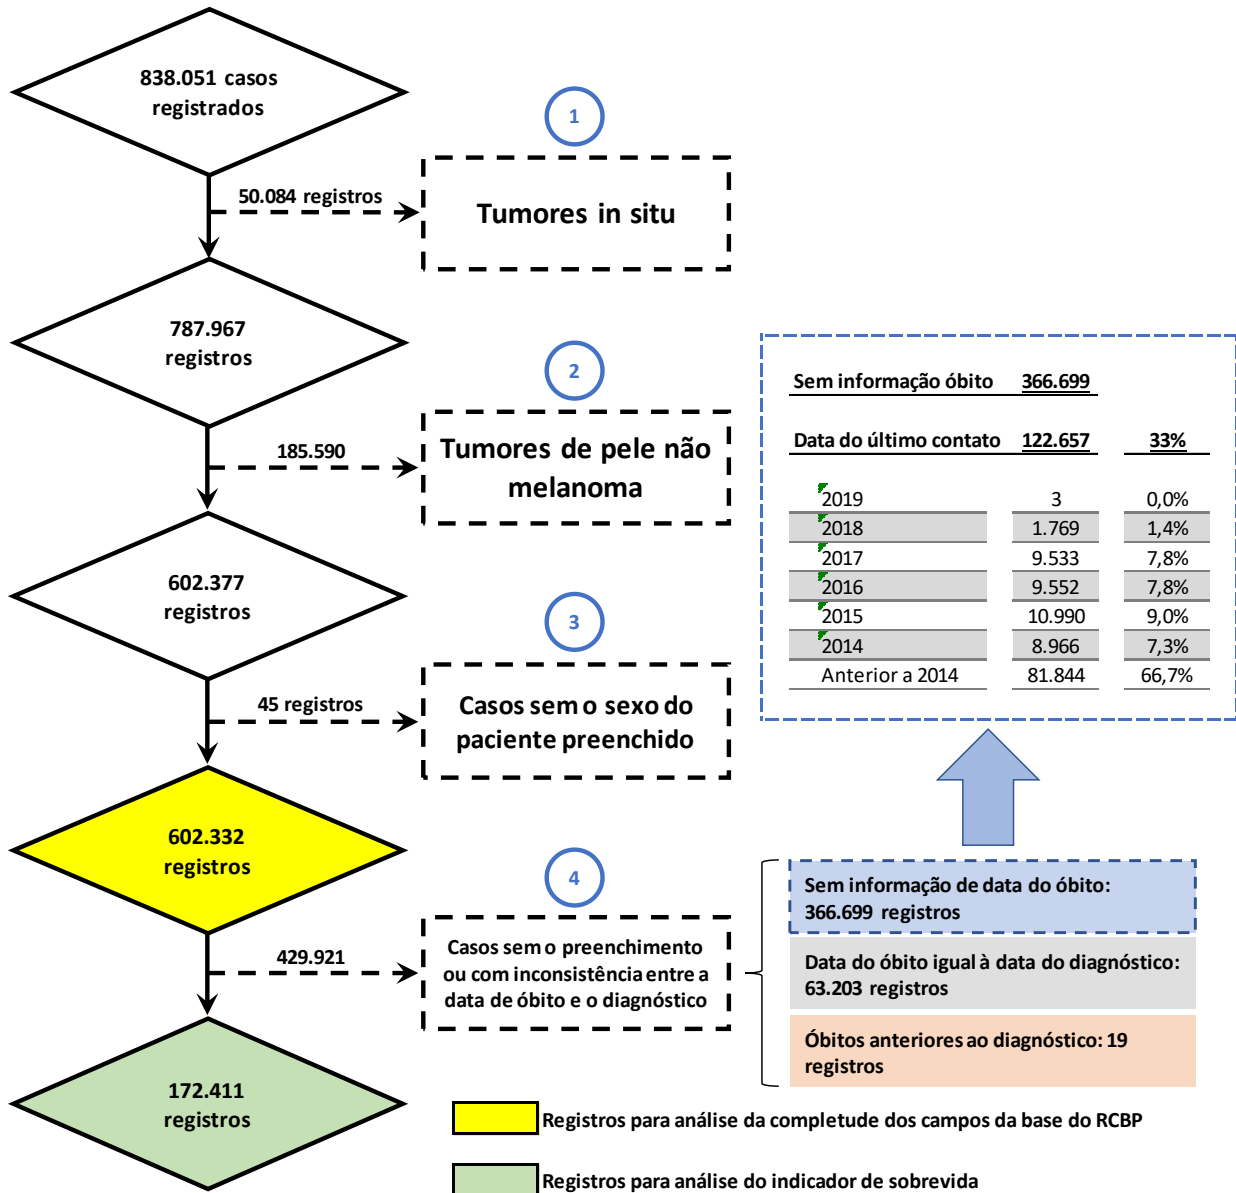 838.051 casos
registrados
1
50.084 registros
Tumores in situ
787.967
registros
2
185.590
Tumores de pele não
melanoma
602.377
registros
3
45 registros
Casos sem o sexo do
paciente preenchido
602.332
registros
4
429.921
Casos sem o preenchimento
ou com inconsistência entre a
data de óbito e o diagnóstico
172.411
registros
Sem informação óbito 366.699
Data do último contato 122.657 33%
2019 3 0,0%
2018 1.769 1,4%
2017 9.533 7,8%
2016 9.552 7,8%
2015 10.990 9,0%
2014 8.966 7,3%
Anterior a 2014 81.844 66,7%
Sem informação de data do óbito:
366.699 registros
Data do óbito igual à data do diagnóstico:
63.203 registros
Óbitos anteriores ao diagnóstico: 19
registros
Registros para análise da completude dos campos da base do RCBP
Registros para análise do indicador de sobrevida